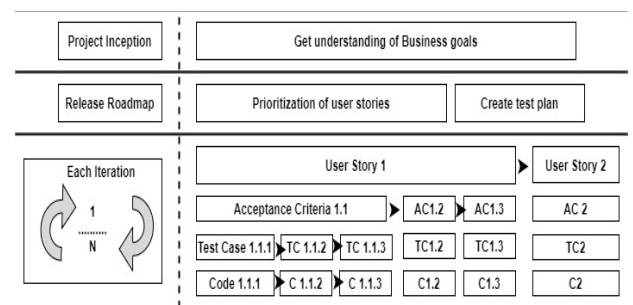 Project Inception
Get understanding of Business goals
Release Roadmap
Prioritization of user stories
Create test plan
Each Iteration
1
..........
N
User Story 1
User Story 2
Acceptance Criteria 1.1
AC1.2
AC1.3
AC 2
Test Case 1.1.1
TC 1.1.2
TC 1.1.3
TC1.2
TC1.3
TC2
Code 1.1.1
C 1.1.2
C 1.1.3
C1.2
C1.3
C2